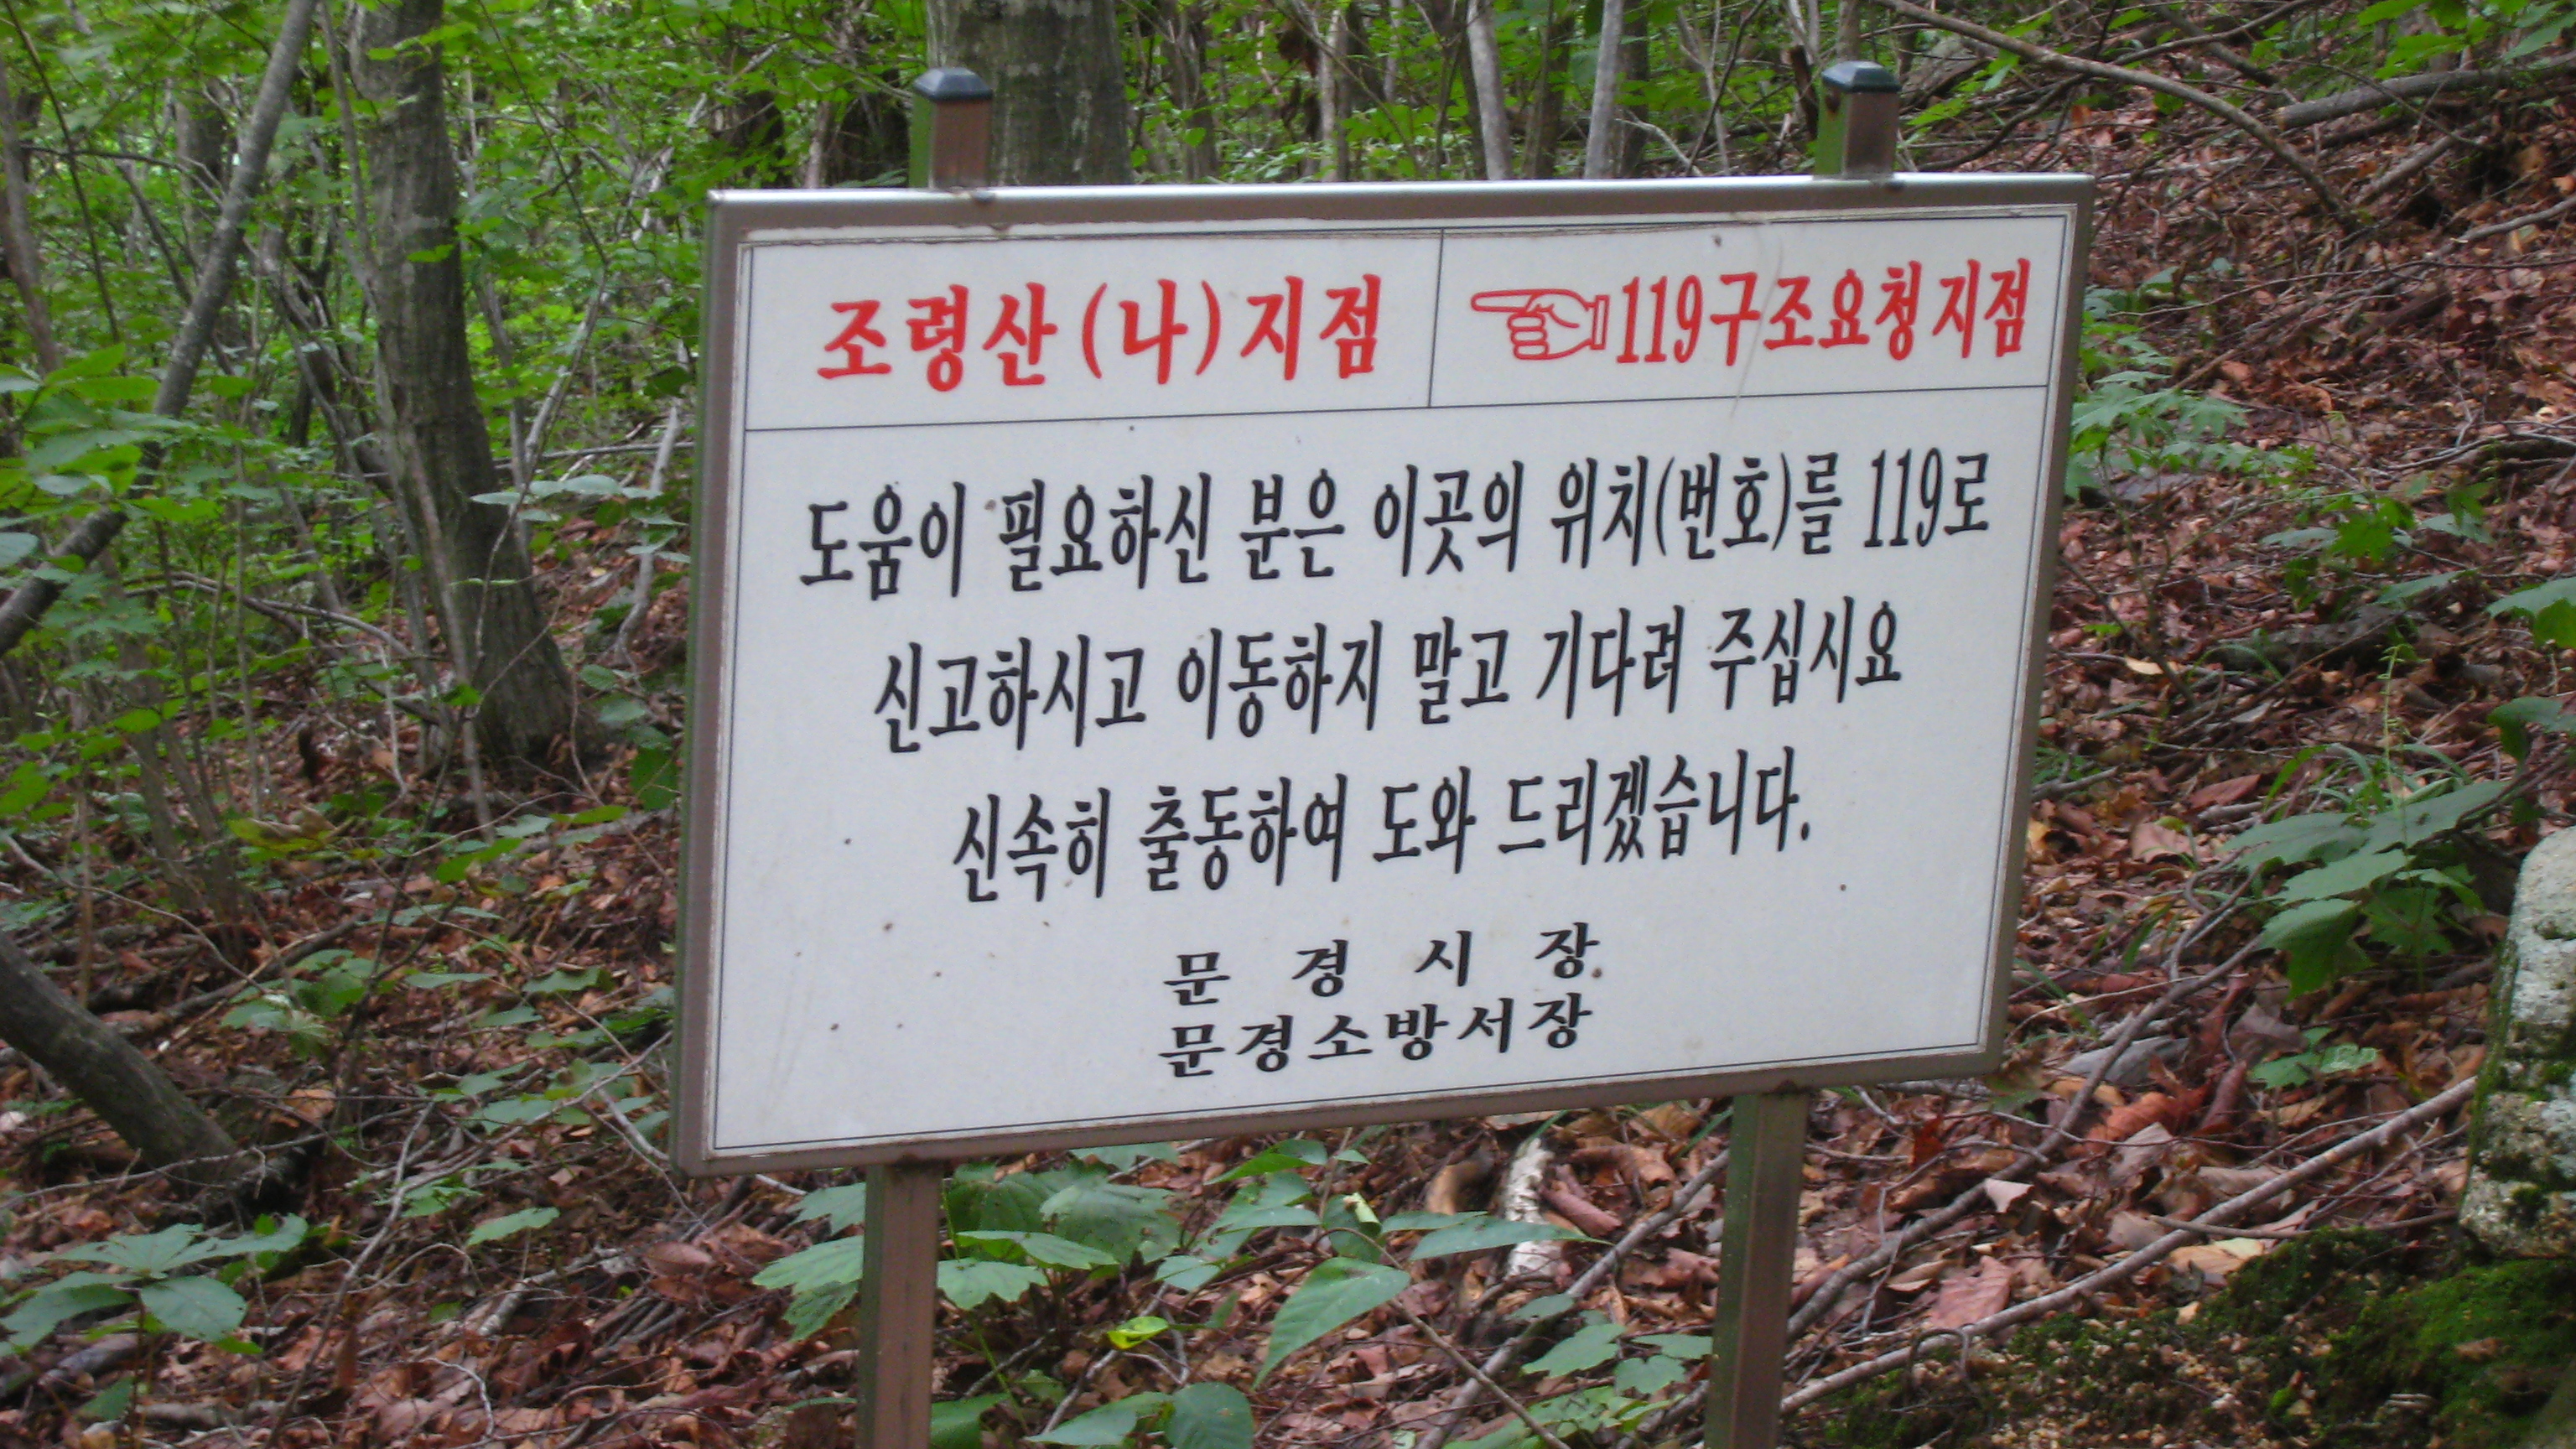 조령산(나)지점
119구조요청지점
도움이 필요하신 분은 이곳의 위치(번호)를 119로
신고하시고 이동하지 말고 기다려 주십시요
신속히 출동하여 도와 드리겠습니다.
문 경 시 장
문경소방서장